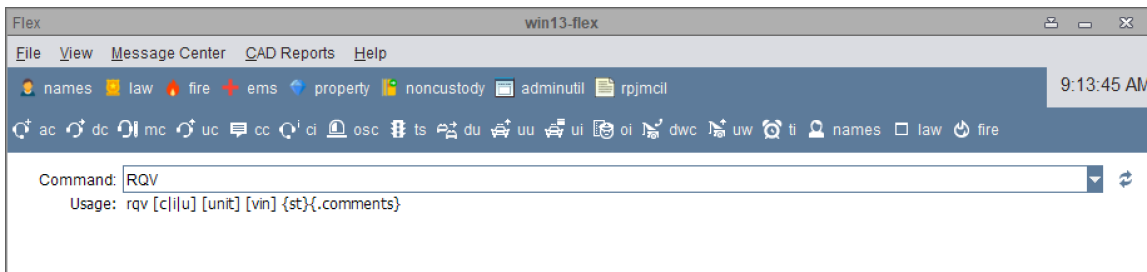 Flex win13-flex
File View Message Center CAD Reports Help
names law fire ems property noncustody adminutil rpjmcil 9:13:45 AM
ac dc mc uc cc ci osc ts du uu ui oi dwc uw ti names law fire
Command: RQV
Usage: rqv [c|i|u] [unit] [vin] {st}{.comments}